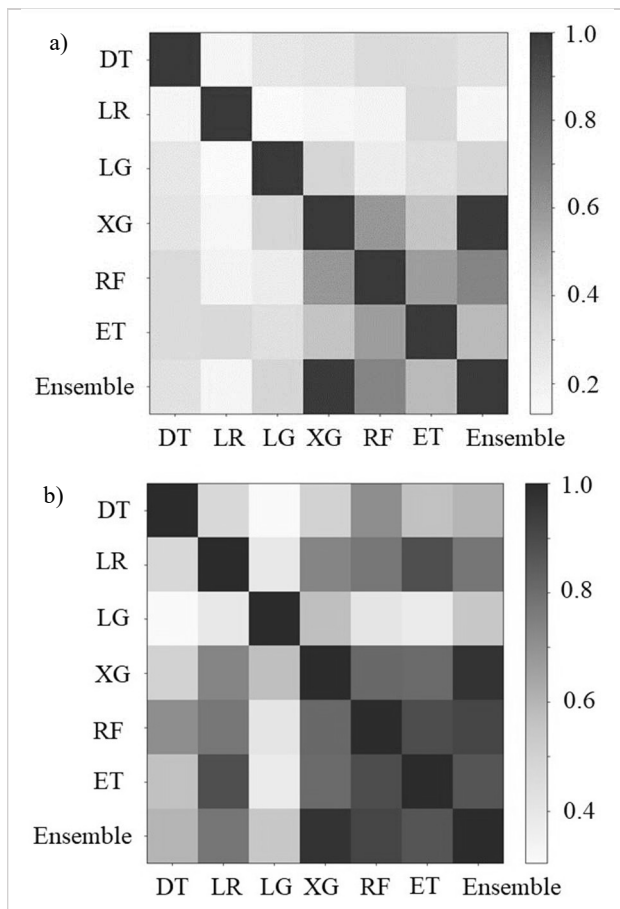 a)
DT
LR
LG
XG
RF
ET
Ensemble
DT LR LG XG RF ET Ensemble
1.0
0.8
0.6
0.4
0.2
b)
DT
LR
LG
XG
RF
ET
Ensemble
DT LR LG XG RF ET Ensemble
1.0
0.8
0.6
0.4